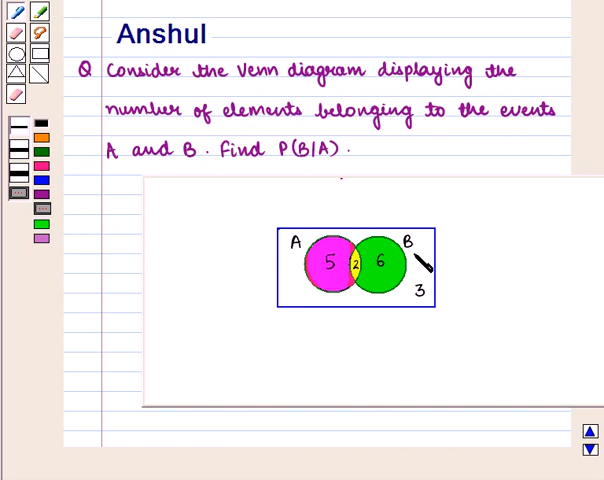 Anshul
Q Consider the Venn diagram displaying the
number of elements belonging to the events
A and B. Find P(B/A).
A B
5 2 6
3